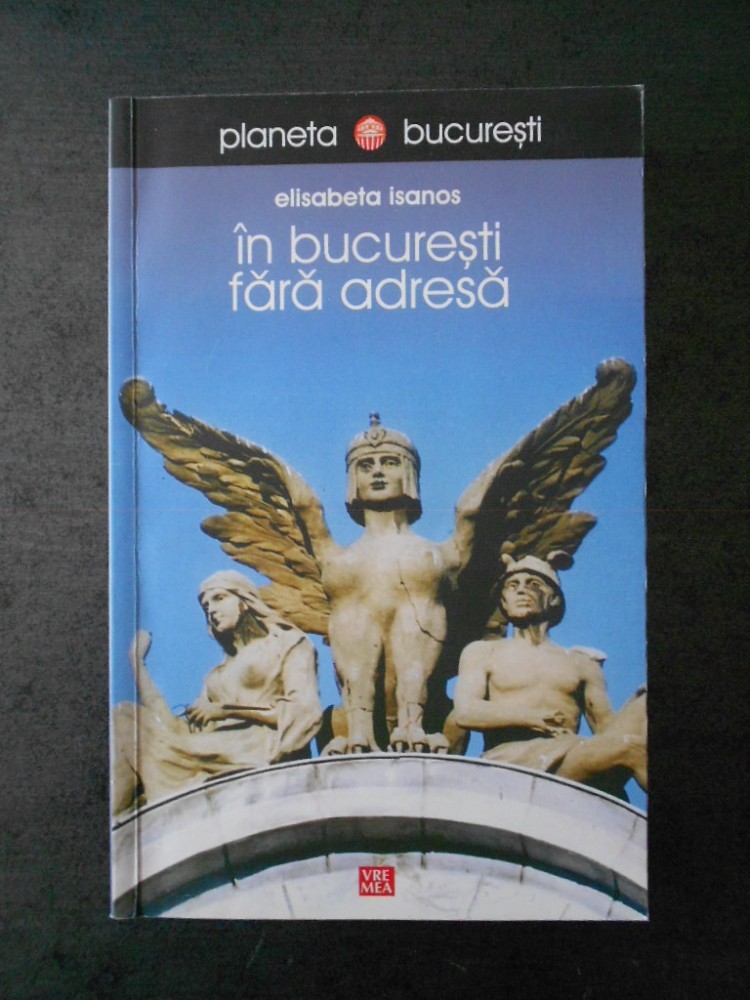 planeta bucurești
elisabeta isanos
în bucurești
fără adresă
VRE
MEA